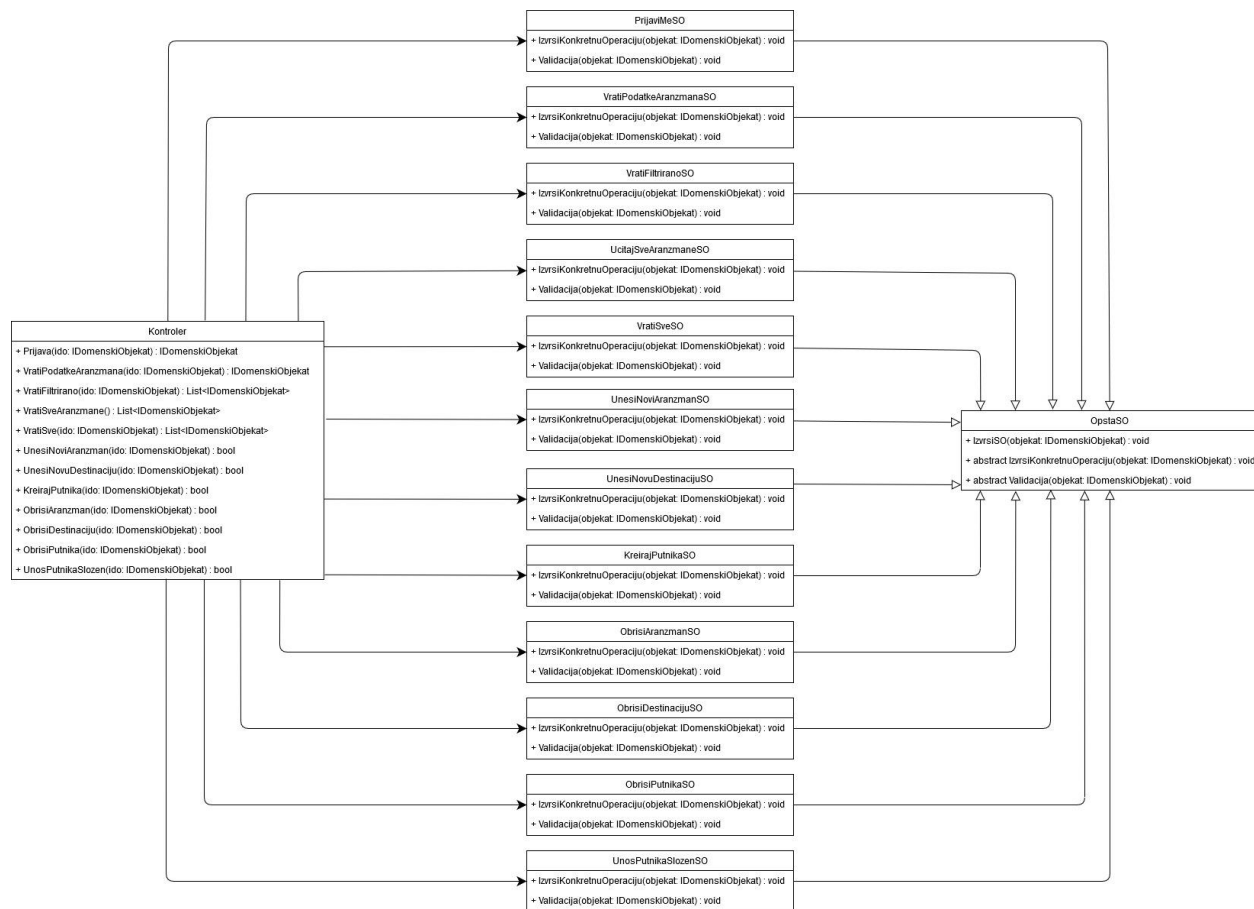 PrijaviMeSO
+ IzvrsiKonkretnuOperaciju(objekat: IDomenskiObjekat) : void
+ Validacija(objekat: IDomenskiObjekat) : void
VratiPodatkeAranzmanaSO
+ IzvrsiKonkretnuOperaciju(objekat: IDomenskiObjekat) : void
+ Validacija(objekat: IDomenskiObjekat) : void
VratiFiltriranoSO
+ IzvrsiKonkretnuOperaciju(objekat: IDomenskiObjekat) : void
+ Validacija(objekat: IDomenskiObjekat) : void
UcitajSveAranzmaneSO
+ IzvrsiKonkretnuOperaciju(objekat: IDomenskiObjekat) : void
+ Validacija(objekat: IDomenskiObjekat) : void
Kontroler
+ Prijava(ido: IDomenskiObjekat) : IDomenskiObjekat
+ VratiPodatkeAranzmana(ido: IDomenskiObjekat) : IDomenskiObjekat
+ VratiFiltrirano(ido: IDomenskiObjekat) : List<IDomenskiObjekat>
+ VratiSveAranzmane() : List<IDomenskiObjekat>
+ VratiSve(ido: IDomenskiObjekat) : List<IDomenskiObjekat>
+ UnesiNoviAranzman(ido: IDomenskiObjekat) : bool
+ UnesiNovuDestinaciju(ido: IDomenskiObjekat) : bool
+ KreirajPutnika(ido: IDomenskiObjekat) : bool
+ ObrisiAranzman(ido: IDomenskiObjekat) : bool
+ ObrisiDestinaciju(ido: IDomenskiObjekat) : bool
+ ObrisiPutnika(ido: IDomenskiObjekat) : bool
+ UnosPutnikaSlozen(ido: IDomenskiObjekat) : bool
VratiSveSO
+ IzvrsiKonkretnuOperaciju(objekat: IDomenskiObjekat) : void
+ Validacija(objekat: IDomenskiObjekat) : void
UnesiNoviAranzmanSO
+ IzvrsiKonkretnuOperaciju(objekat: IDomenskiObjekat) : void
+ Validacija(objekat: IDomenskiObjekat) : void
OpstaSO
+ IzvrsiSO(objekat: IDomenskiObjekat) : void
+ abstract IzvrsiKonkretnuOperaciju(objekat: IDomenskiObjekat) : void
+ abstract Validacija(objekat: IDomenskiObjekat) : void
UnesiNovuDestinacijuSO
+ IzvrsiKonkretnuOperaciju(objekat: IDomenskiObjekat) : void
+ Validacija(objekat: IDomenskiObjekat) : void
KreirajPutnikaSO
+ IzvrsiKonkretnuOperaciju(objekat: IDomenskiObjekat) : void
+ Validacija(objekat: IDomenskiObjekat) : void
ObrisiAranzmanSO
+ IzvrsiKonkretnuOperaciju(objekat: IDomenskiObjekat) : void
+ Validacija(objekat: IDomenskiObjekat) : void
ObrisiDestinacijuSO
+ IzvrsiKonkretnuOperaciju(objekat: IDomenskiObjekat) : void
+ Validacija(objekat: IDomenskiObjekat) : void
ObrisiPutnikaSO
+ IzvrsiKonkretnuOperaciju(objekat: IDomenskiObjekat) : void
+ Validacija(objekat: IDomenskiObjekat) : void
UnosPutnikaSlozenSO
+ IzvrsiKonkretnuOperaciju(objekat: IDomenskiObjekat) : void
+ Validacija(objekat: IDomenskiObjekat) : void